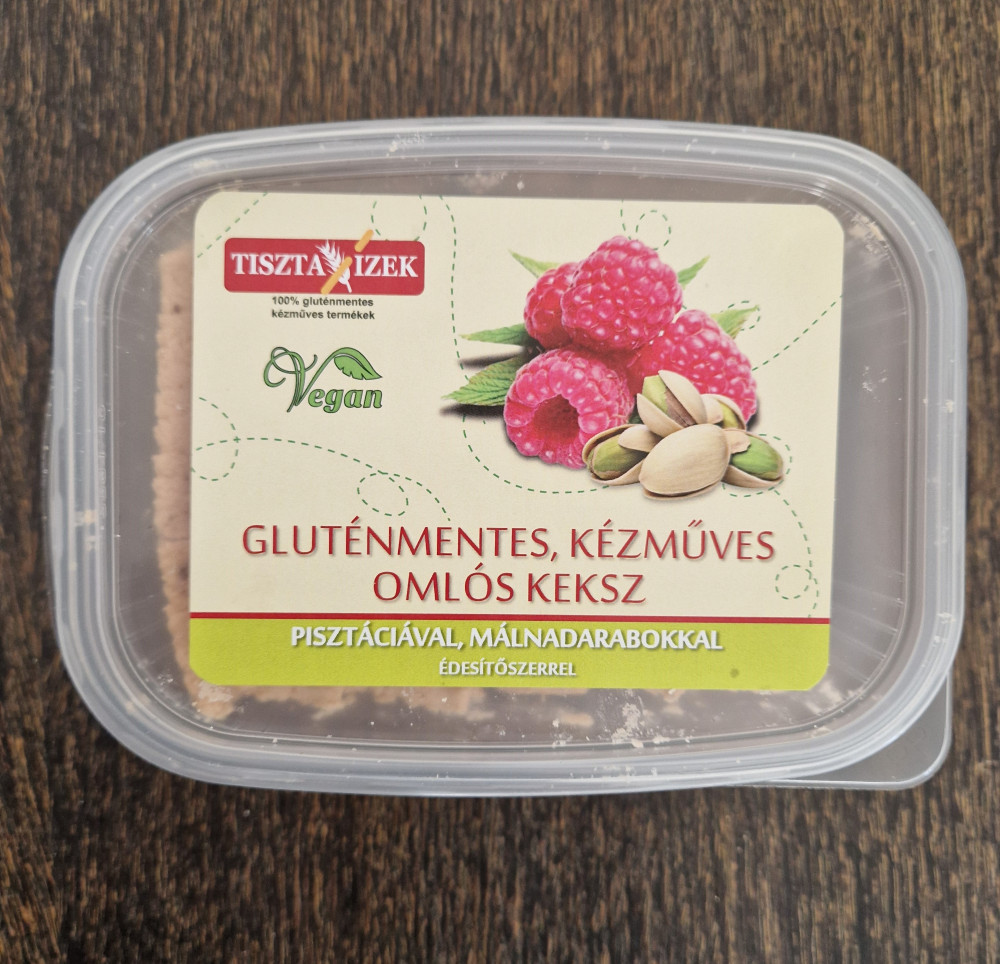 TISZTA ÍZEK
100% gluténmentes
kézműves termékek
Vegan
GLUTÉNMENTES, KÉZMŰVES
OMLÓS KEKSZ
PISZTÁCIÁVAL, MÁLNADARABOKKAL
ÉDESÍTŐSZERREL